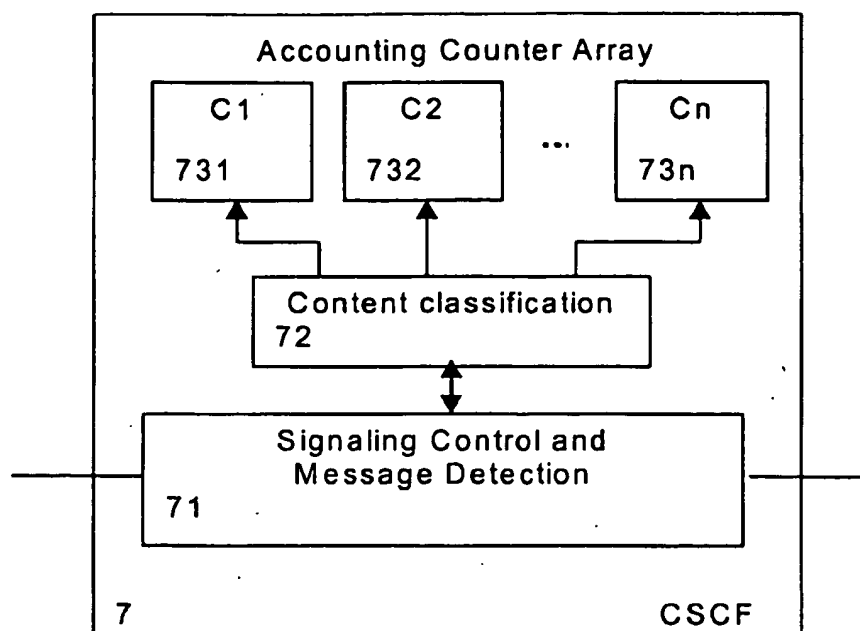 Accounting Counter Array
C1 C2 ... Cn
731 732 73n
Content classification
72
Signaling Control and
Message Detection
71
7 CSCF